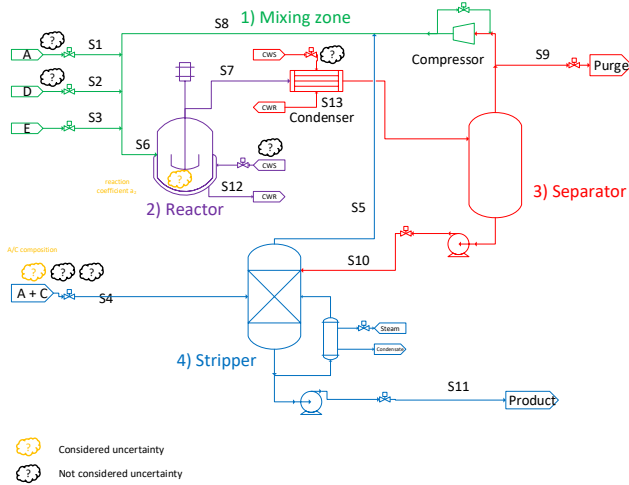 1) Mixing zone
S8
?
S1
A
CWS
?
Compressor
S9
Purge
?
S2
D
S7
S3
E
S13
CWR
Condenser
S6
?
CWS
?
reaction
coefficient a₁
S12
CWR
2) Reactor
3) Separator
S5
A/C composition
?
?
?
A + C
S4
S10
Steam
Condensate
4) Stripper
S11
Product
? Considered uncertainty
? Not considered uncertainty